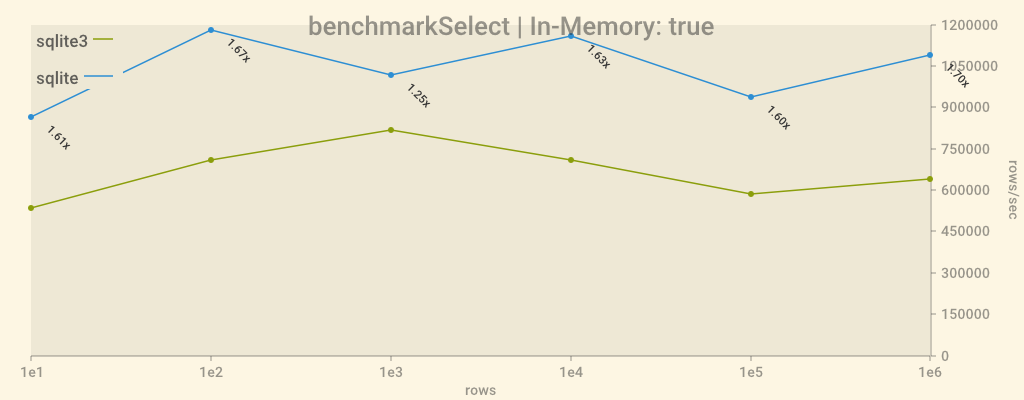 benchmarkSelect | In-Memory: true
sqlite3
sqlite
1.61x
1.67x
1.25x
1.63x
1.60x
1.70x
1200000
1050000
900000
750000
600000
450000
300000
150000
0
rows/sec
1e1
1e2
1e3
1e4
1e5
1e6
rows